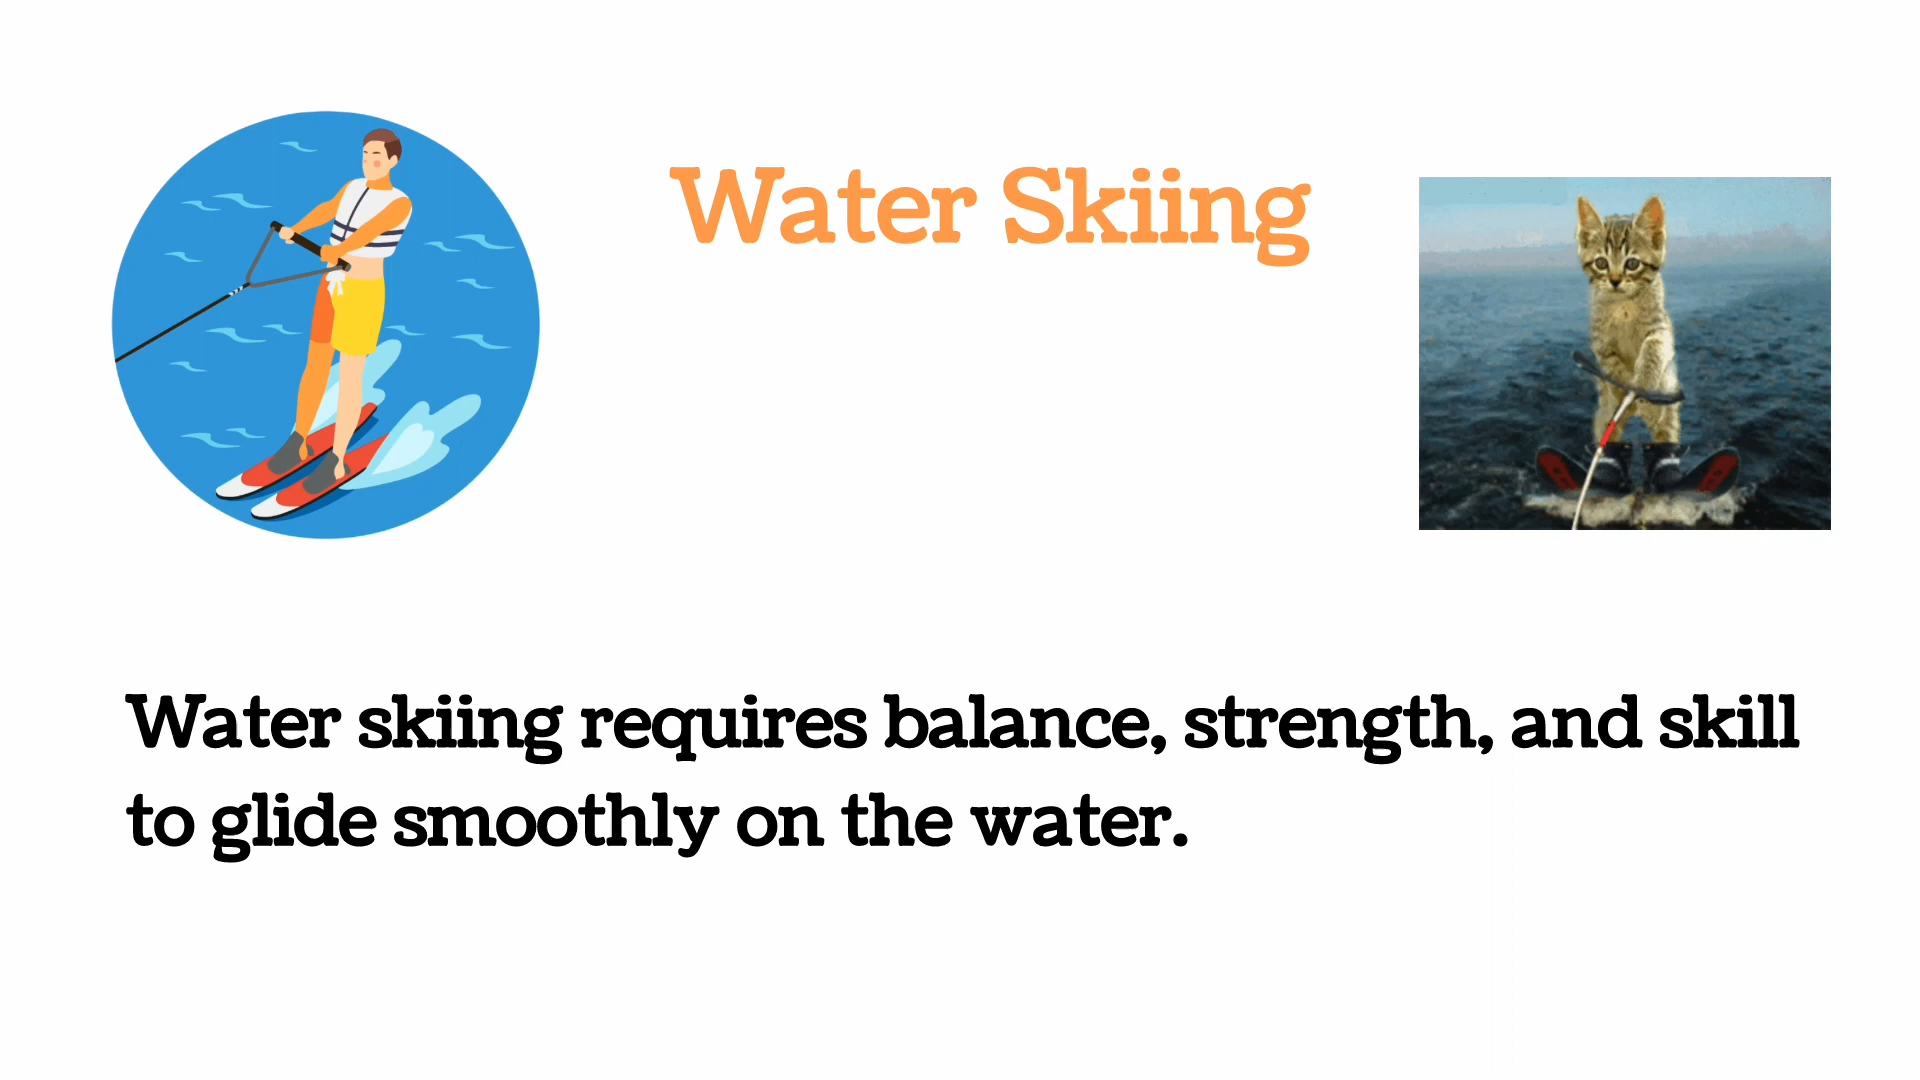 Water Skiing
Water skiing requires balance, strength, and skill
to glide smoothly on the water.